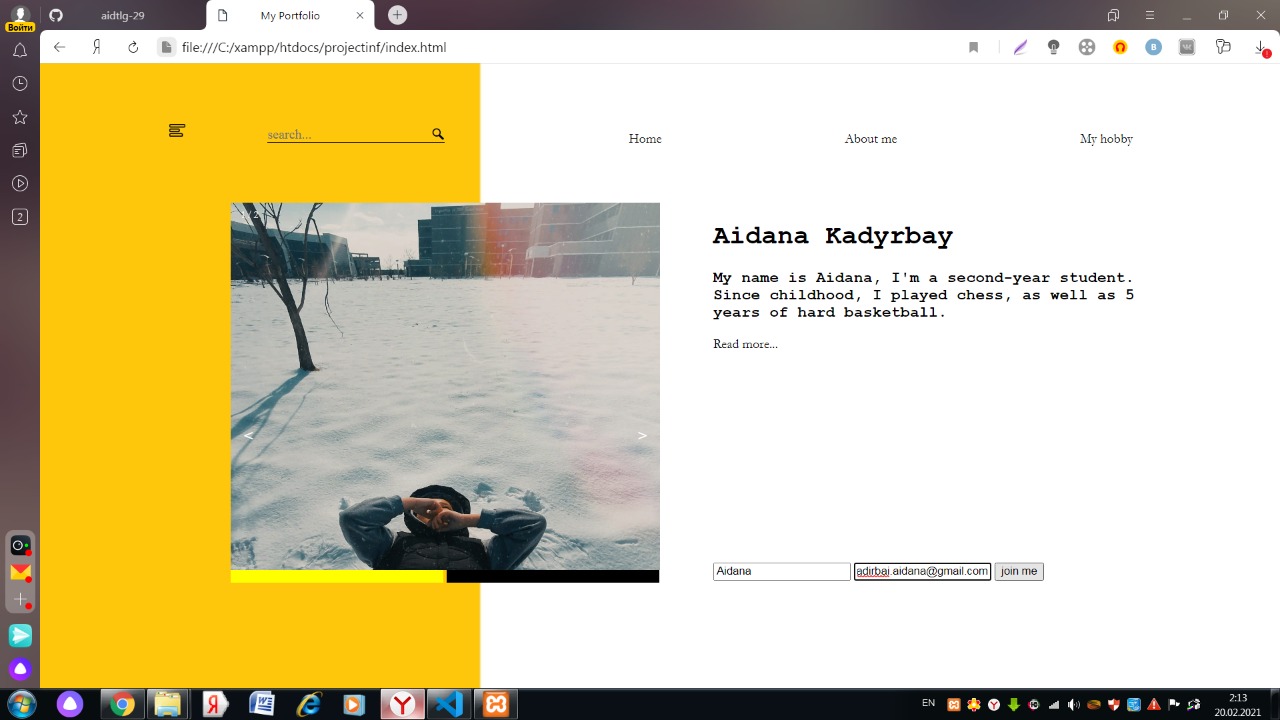 aidtlg-29
My Portfolio
Войти
file:///C:/xampp/htdocs/projectinf/index.html
search...
Home
About me
My hobby
2
Aidana Kadyrbay
My name is Aidana, I'm a second-year student.
Since childhood, I played chess, as well as 5
years of hard basketball.
Read more...
<
>
Aidana
adirbai.aidana@gmail.com
join me
EN
2:13
20.02.2021